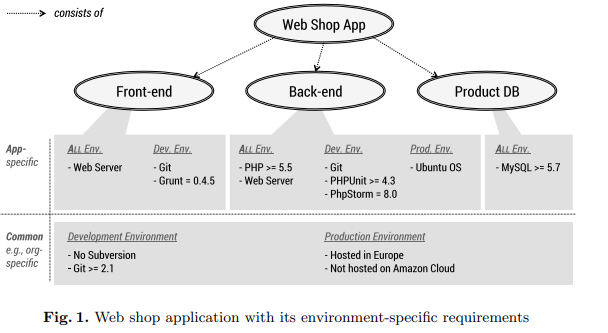 consists of
Web Shop App
Front-end
Back-end
Product DB
App-
specific
ALL Env.
- Web Server
Dev. Env.
- Git
- Grunt = 0.4.5
ALL Env.
- PHP >= 5.5
- Web Server
Dev. Env.
- Git
- PHPUnit >= 4.3
- PhpStorm = 8.0
Prod. Env.
- Ubuntu OS
ALL Env.
- MySQL >= 5.7
Common
e.g., org-
specific
Development Environment
- No Subversion
- Git >= 2.1
Production Environment
- Hosted in Europe
- Not hosted on Amazon Cloud
Fig. 1. Web shop application with its environment-specific requirements